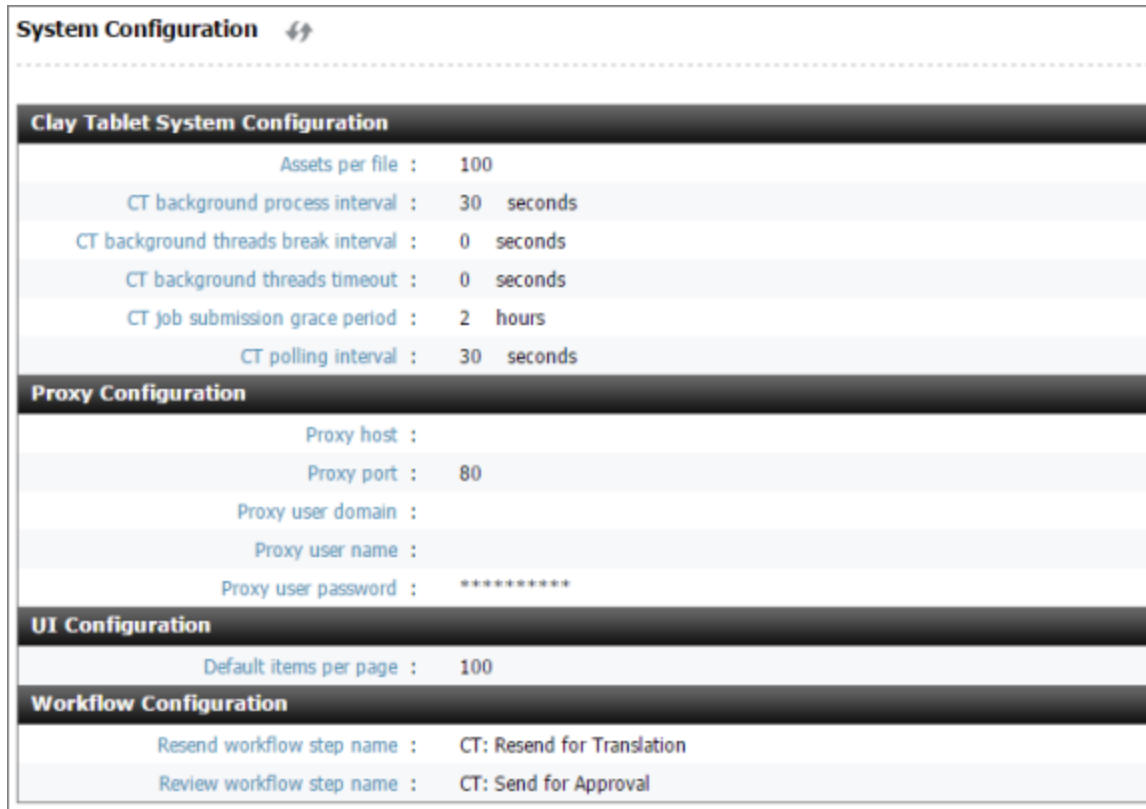 System Configuration
Clay Tablet System Configuration
Assets per file : 100
CT background process interval : 30 seconds
CT background threads break interval : 0 seconds
CT background threads timeout : 0 seconds
CT job submission grace period : 2 hours
CT polling interval : 30 seconds
Proxy Configuration
Proxy host :
Proxy port : 80
Proxy user domain :
Proxy user name :
Proxy user password : **********
UI Configuration
Default items per page : 100
Workflow Configuration
Resend workflow step name : CT: Resend for Translation
Review workflow step name : CT: Send for Approval